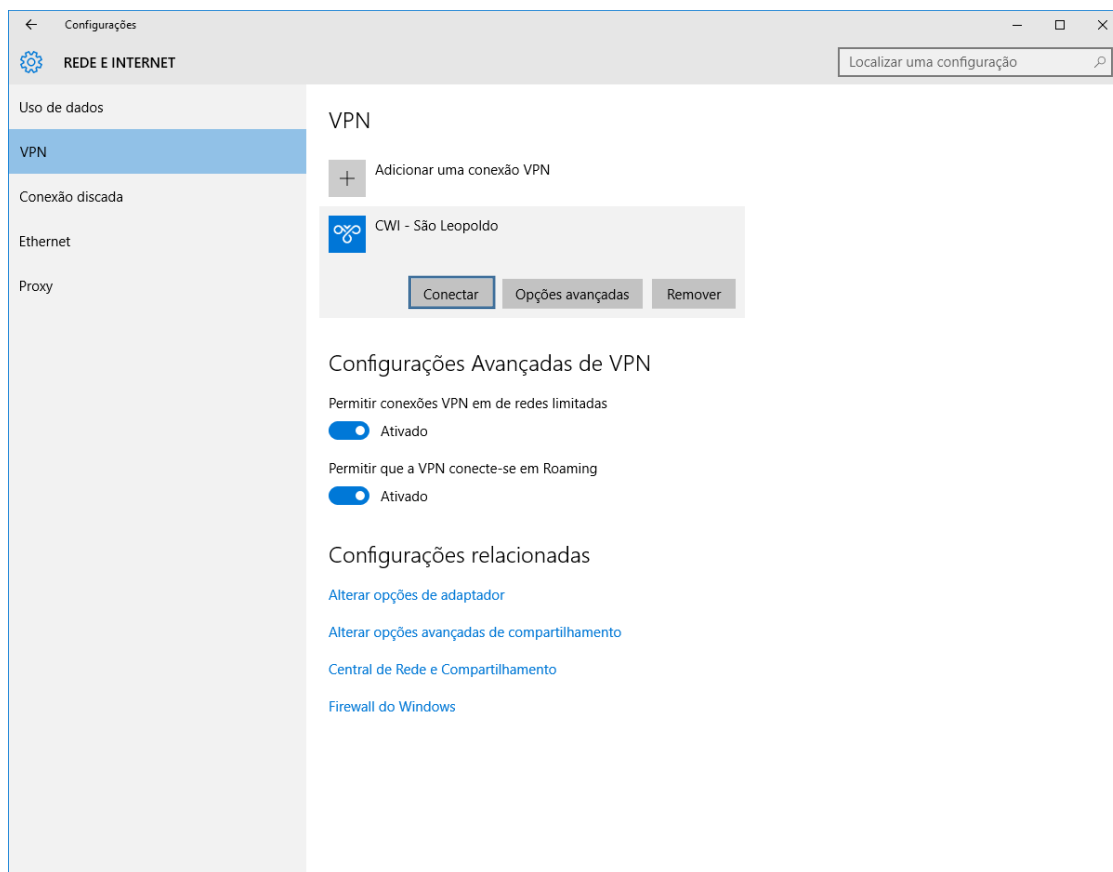 Configurações
REDE E INTERNET
Localizar uma configuração
Uso de dados
VPN
Conexão discada
Ethernet
Proxy
VPN
Adicionar uma conexão VPN
CWI - São Leopoldo
Conectar
Opções avançadas
Remover
Configurações Avançadas de VPN
Permitir conexões VPN em de redes limitadas
Ativado
Permitir que a VPN conecte-se em Roaming
Ativado
Configurações relacionadas
Alterar opções de adaptador
Alterar opções avançadas de compartilhamento
Central de Rede e Compartilhamento
Firewall do Windows